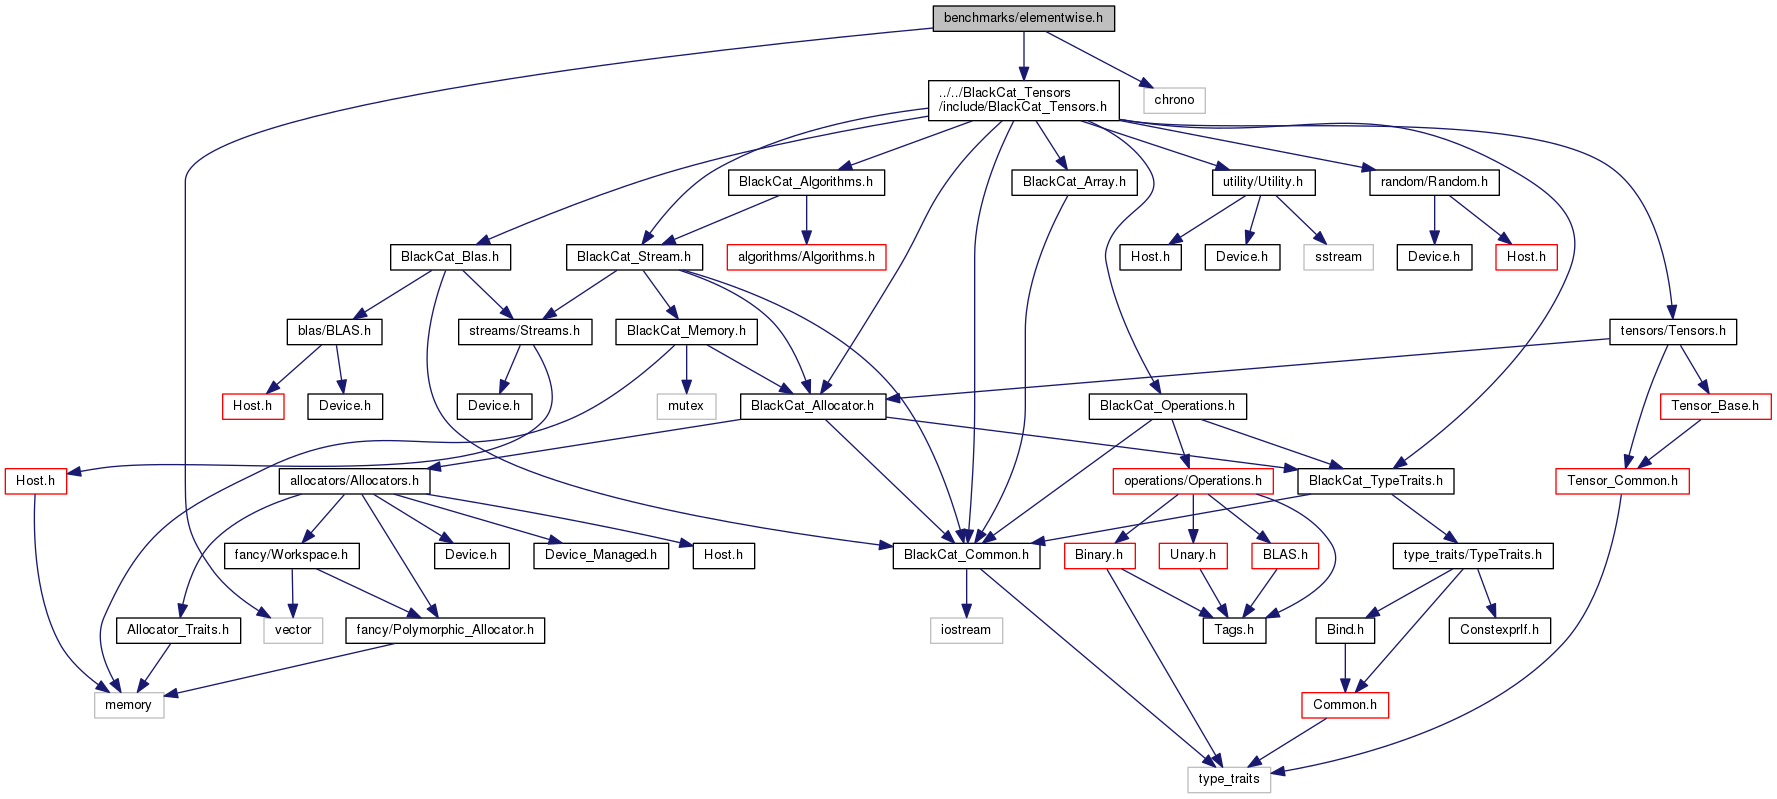 benchmarks/elementwise.h
../../BlackCat_Tensors
/include/BlackCat_Tensors.h
chrono
BlackCat_Algorithms.h
BlackCat_Array.h
utility/Utility.h
random/Random.h
BlackCat_Blas.h
BlackCat_Stream.h
algorithms/Algorithms.h
Host.h
Device.h
sstream
Device.h
Host.h
blas/BLAS.h
streams/Streams.h
BlackCat_Memory.h
tensors/Tensors.h
Host.h
Device.h
Device.h
mutex
BlackCat_Allocator.h
BlackCat_Operations.h
Tensor_Base.h
Host.h
allocators/Allocators.h
operations/Operations.h
BlackCat_TypeTraits.h
Tensor_Common.h
fancy/Workspace.h
Device.h
Device_Managed.h
Host.h
BlackCat_Common.h
Binary.h
Unary.h
BLAS.h
type_traits/TypeTraits.h
Allocator_Traits.h
vector
fancy/Polymorphic_Allocator.h
iostream
Tags.h
Bind.h
ConstexprIf.h
memory
Common.h
type_traits